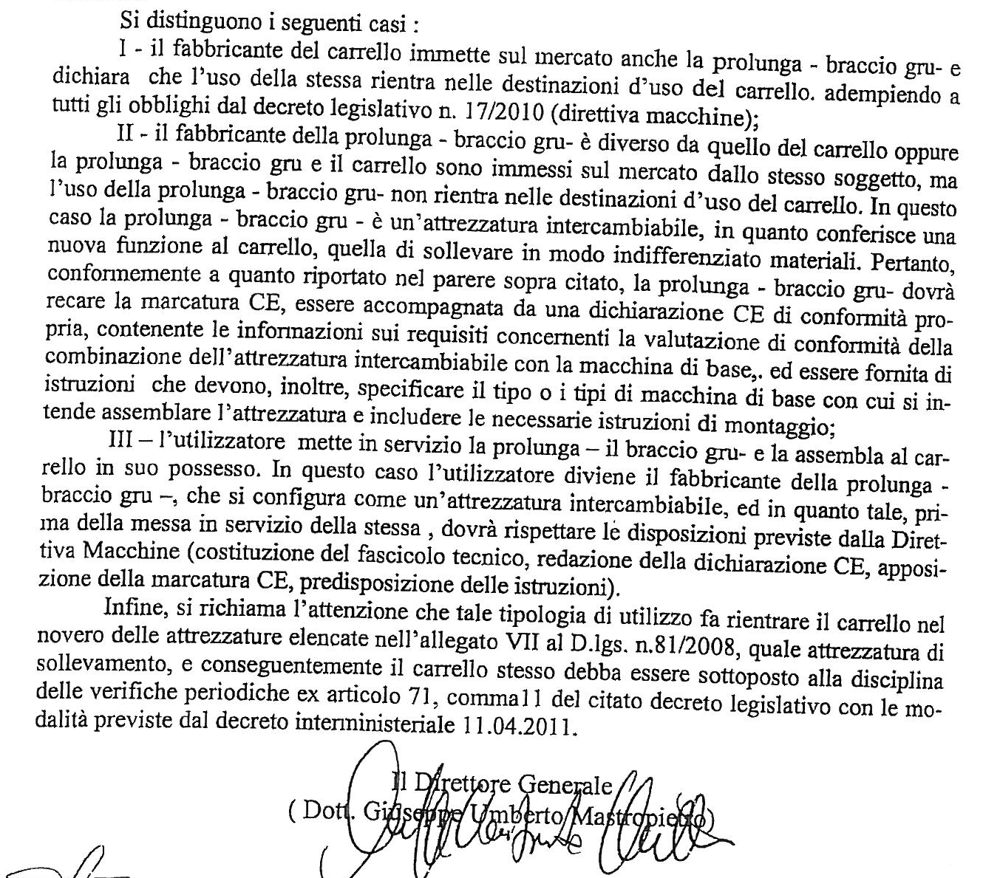 Si distinguono i seguenti casi :
I - il fabbricante del carrello immette sul mercato anche la prolunga - braccio gru- e
dichiara che l'uso della stessa rientra nelle destinazioni d'uso del carrello. adempiendo a
tutti gli obblighi dal decreto legislativo n. 17/2010 (direttiva macchine);
II - il fabbricante della prolunga - braccio gru- è diverso da quello del carrello oppure
la prolunga - braccio gru e il carrello sono immessi sul mercato dallo stesso soggetto, ma
l'uso della prolunga - braccio gru- non rientra nelle destinazioni d'uso del carrello. In questo
caso la prolunga - braccio gru - è un'attrezzatura intercambiabile, in quanto conferisce una
nuova funzione al carrello, quella di sollevare in modo indifferenziato materiali. Pertanto,
conformemente a quanto riportato nel parere sopra citato, la prolunga - braccio gru- dovrà
recare la marcatura CE, essere accompagnata da una dichiarazione CE di conformità pro-
pria, contenente le informazioni sui requisiti concernenti la valutazione di conformità della
combinazione dell'attrezzatura intercambiabile con la macchina di base,. ed essere fornita di
istruzioni che devono, inoltre, specificare il tipo o i tipi di macchina di base con cui si in-
tende assemblare l'attrezzatura e includere le necessarie istruzioni di montaggio;
III – l'utilizzatore mette in servizio la prolunga – il braccio gru- e la assembla al car-
rello in suo possesso. In questo caso l'utilizzatore diviene il fabbricante della prolunga -
braccio gru –, che si configura come un'attrezzatura intercambiabile, ed in quanto tale, pri-
ma della messa in servizio della stessa , dovrà rispettare le disposizioni previste dalla Diret-
tiva Macchine (costituzione del fascicolo tecnico, redazione della dichiarazione CE, apposi-
zione della marcatura CE, predisposizione delle istruzioni).
Infine, si richiama l'attenzione che tale tipologia di utilizzo fa rientrare il carrello nel
novero delle attrezzature elencate nell'allegato VII al D.lgs. n.81/2008, quale attrezzatura di
sollevamento, e conseguentemente il carrello stesso debba essere sottoposto alla disciplina
delle verifiche periodiche ex articolo 71, comma11 del citato decreto legislativo con le mo-
dalità previste dal decreto interministeriale 11.04.2011.
Il Direttore Generale
( Dott. Giuseppe Umberto Mastropietro)